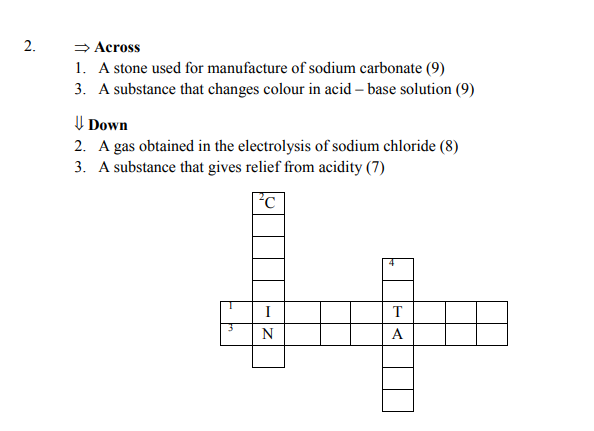 2. ⇒ Across
1. A stone used for manufacture of sodium carbonate (9)
3. A substance that changes colour in acid – base solution (9)
⇓ Down
2. A gas obtained in the electrolysis of sodium chloride (8)
3. A substance that gives relief from acidity (7)
2C
4
1 I T
3 N A